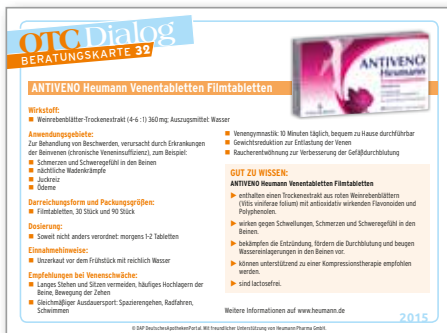 OTC Dialog
BERATUNGSKARTE 32
ANTIVENO
Heumann
ANTIVENO Heumann Venentabletten Filmtabletten
Wirkstoff:
■ Weinrebenblätter-Trockenextrakt (4-6 : 1) 360 mg; Auszugsmittel: Wasser
Anwendungsgebiete:
Zur Behandlung von Beschwerden, verursacht durch Erkrankungen
der Beinvenen (chronische Veneninsuffizienz), zum Beispiel:
■ Schmerzen und Schweregefühl in den Beinen
■ nächtliche Wadenkrämpfe
■ Juckreiz
■ Ödeme
Darreichungsform und Packungsgrößen:
■ Filmtabletten, 30 Stück und 90 Stück
Dosierung:
■ Soweit nicht anders verordnet: morgens 1-2 Tabletten
Einnahmehinweise:
■ Unzerkaut vor dem Frühstück mit reichlich Wasser
Empfehlungen bei Venenschwäche:
■ Langes Stehen und Sitzen vermeiden, häufiges Hochlagern der
Beine, Bewegung der Zehen
■ Gleichmäßiger Ausdauersport: Spazierengehen, Radfahren,
Schwimmen
■ Venengymnastik: 10 Minuten täglich, bequem zu Hause durchführbar
■ Gewichtsreduktion zur Entlastung der Venen
■ Raucherentwöhnung zur Verbesserung der Gefäßdurchblutung
GUT ZU WISSEN:
ANTIVENO Heumann Venentabletten Filmtabletten
▶ enthalten einen Trockenextrakt aus roten Weinrebenblättern
(Vitis viniferae folium) mit antioxidativ wirkenden Flavonoiden und
Polyphenolen.
▶ wirken gegen Schwellungen, Schmerzen und Schweregefühl in den
Beinen.
▶ bekämpfen die Entzündung, fördern die Durchblutung und beugen
Wassereinlagerungen in den Beinen vor.
▶ können unterstützend zu einer Kompressionstherapie empfohlen
werden.
▶ sind lactosefrei.
Weitere Informationen auf www.heumann.de
2015
© DAP DeutschesApothekenPortal. Mit freundlicher Unterstützung von Heumann Pharma GmbH.